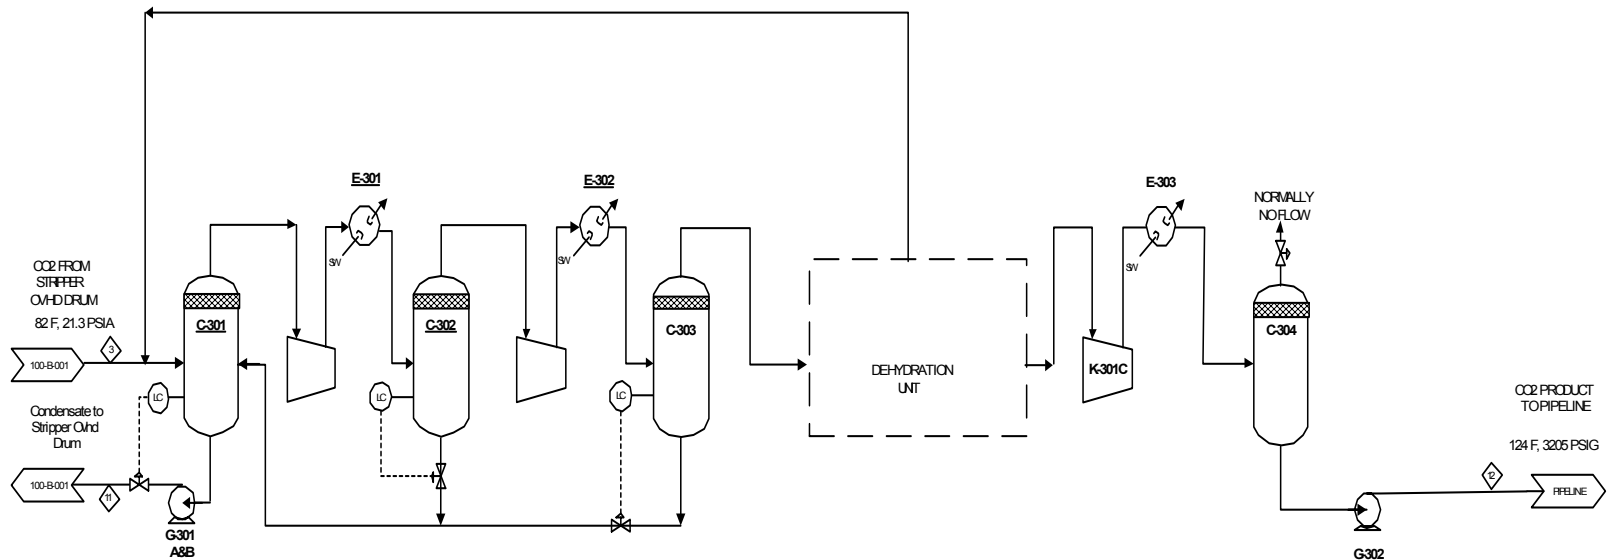 E-301
E-302
E-303
NORMALLY
NO FLOW
SW
SW
SW
CO2 FROM
STRIPPER
OVHD DRUM
82 F, 21.3 PSIA
C-301
C-302
C-303
C-304
3
100-B-001
K-301C
DEHYDRATION
UNIT
LC
LC
LC
CO2 PRODUCT
TO PIPELINE
124 F, 3205 PSIG
Condensate to
Stripper Ovhd
Drum
100-B-001
11
12
PIPELINE
G-301
A&B
G-302